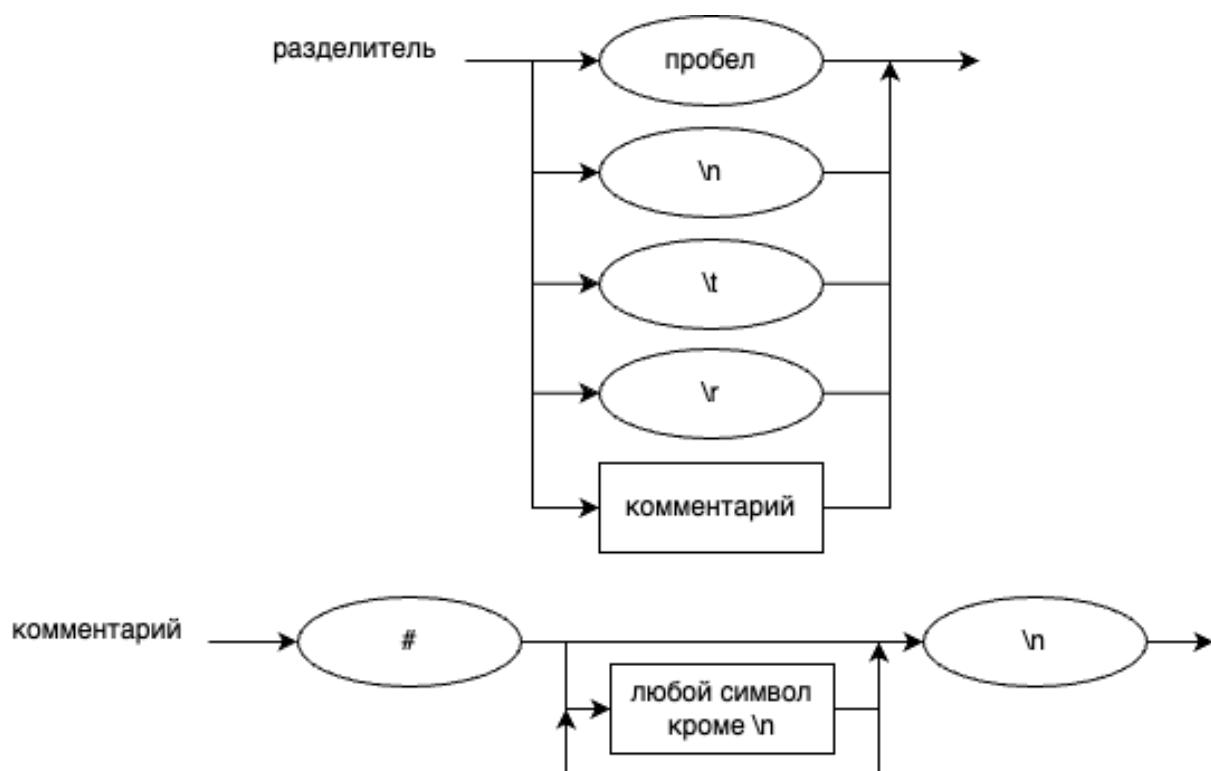 разделитель
пробел
\n
\t
\r
комментарий
комментарий
#
\n
любой символ
кроме \n